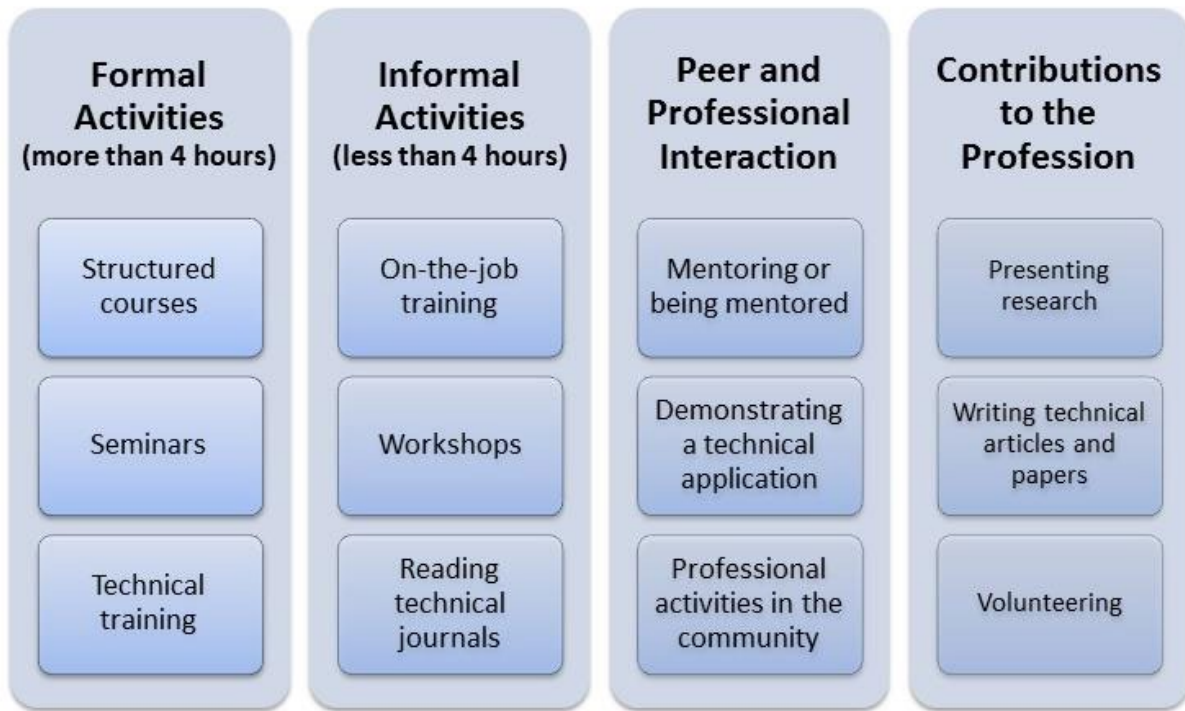 Formal
Activities
(more than 4 hours)
Structured
courses
Seminars
Technical
training
Informal
Activities
(less than 4 hours)
On-the-job
training
Workshops
Reading
technical
journals
Peer and
Professional
Interaction
Mentoring or
being mentored
Demonstrating
a technical
application
Professional
activities in the
community
Contributions
to the
Profession
Presenting
research
Writing technical
articles and
papers
Volunteering